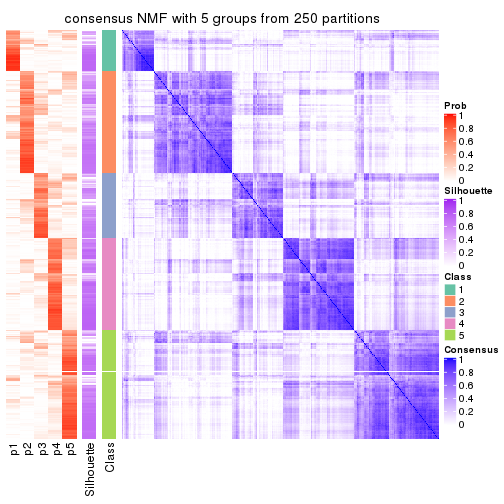 consensus NMF with 5 groups from 250 partitions
Prob
1
0.8
0.6
0.4
0.2
0
Silhouette
1
0.8
0.6
0.4
0.2
0
Class
1
2
3
4
5
Consensus
1
0.8
0.6
0.4
0.2
0
p1
p2
p3
p4
p5
Silhouette
Class